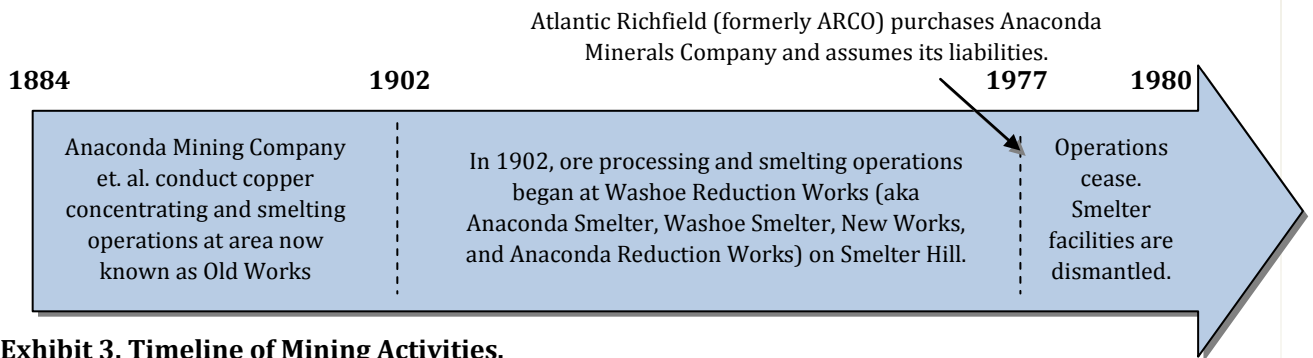 Atlantic Richfield (formerly ARCO) purchases Anaconda
Minerals Company and assumes its liabilities.
1884
1902
1977
1980
Anaconda Mining Company
et. al. conduct copper
concentrating and smelting
operations at area now
known as Old Works
In 1902, ore processing and smelting operations
began at Washoe Reduction Works (aka
Anaconda Smelter, Washoe Smelter, New Works,
and Anaconda Reduction Works) on Smelter Hill.
Operations
cease.
Smelter
facilities are
dismantled.
Exhibit 3. Timeline of Mining Activities.